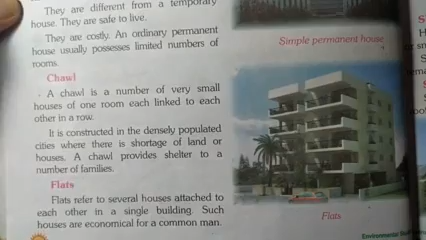 They are different from a temporary
house. They are safe to live.
They are costly. An ordinary permanent
house usually possesses limited numbers of
rooms.
Chawl
A chawl is a number of very small
houses of one room each linked to each
other in a row.
It is constructed in the densely populated
cities where there is shortage of land or
houses. A chawl provides shelter to a
number of families.
Flats
Flats refer to several houses attached to
each other in a single building. Such
houses are economical for a common man.
Simple permanent house
Flats
Environmental